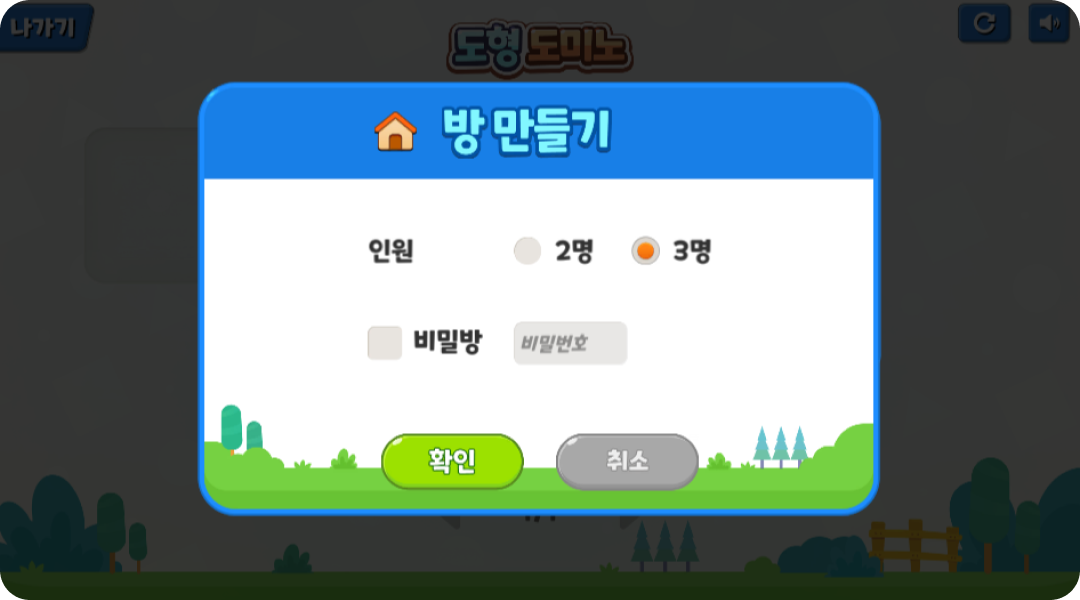 나가기
도형 도미노
방 만들기
인원 2명 3명
비밀방 비밀번호
확인 취소